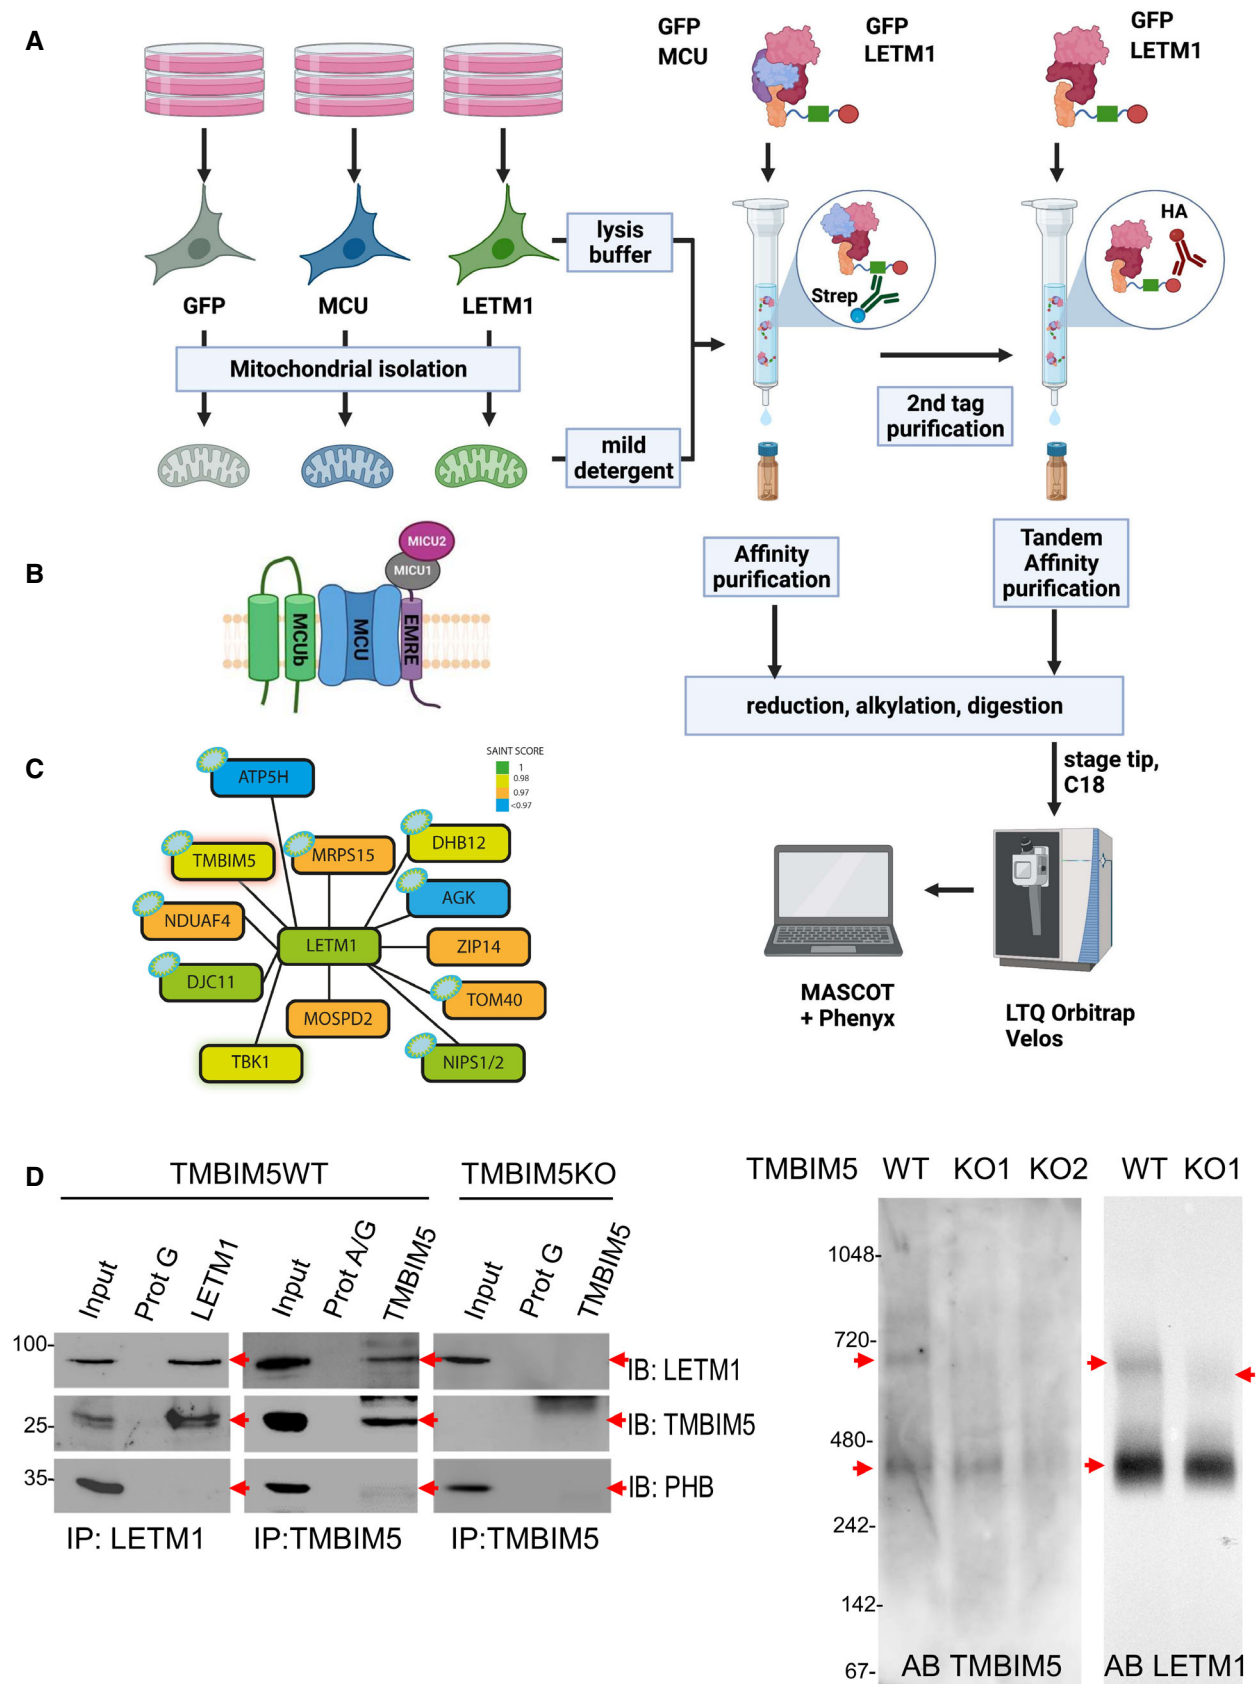 A
GFP
MCU
LETM1
Mitochondrial isolation
lysis
buffer
mild
detergent
GFP
MCU
GFP
LETM1
GFP
LETM1
Strep
HA
2nd tag
purification
Affinity
purification
Tandem
Affinity
purification
reduction, alkylation, digestion
stage tip,
C18
LTQ Orbitrap
Velos
MASCOT
+ Phenyx
B
MICU2
MICU1
MCUb
MCU
EMRE
C
SAINT SCORE
1
0.98
0.97
<0.97
ATP5H
TMBIM5
MRPS15
DHB12
AGK
NDUAF4
LETM1
ZIP14
DJC11
TOM40
MOSPD2
TBK1
NIPS1/2
D
TMBIM5WT
TMBIM5KO
Input
Prot G
LETM1
Input
Prot A/G
TMBIM5
Input
Prot G
TMBIM5
100-
IB: LETM1
25-
IB: TMBIM5
35-
IB: PHB
IP: LETM1
IP:TMBIM5
IP:TMBIM5
TMBIM5 WT KO1 KO2 WT KO1
1048-
720-
480-
242-
142-
67-
AB TMBIM5
AB LETM1